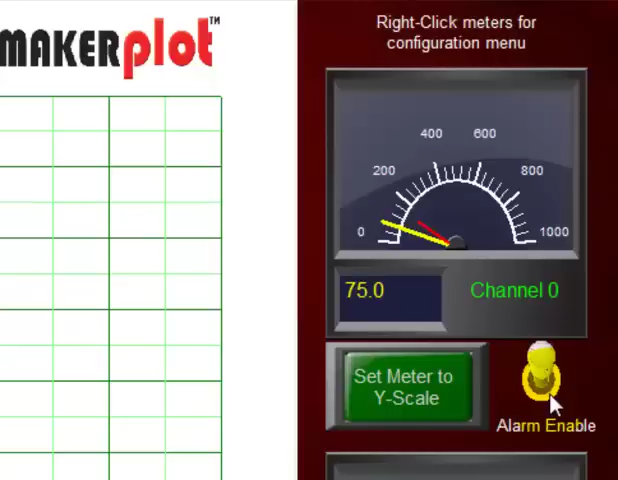 MAKERplot™
Right-Click meters for
configuration menu
400 600
200 800
0 1000
75.0 Channel 0
Set Meter to
Y-Scale
Alarm Enable